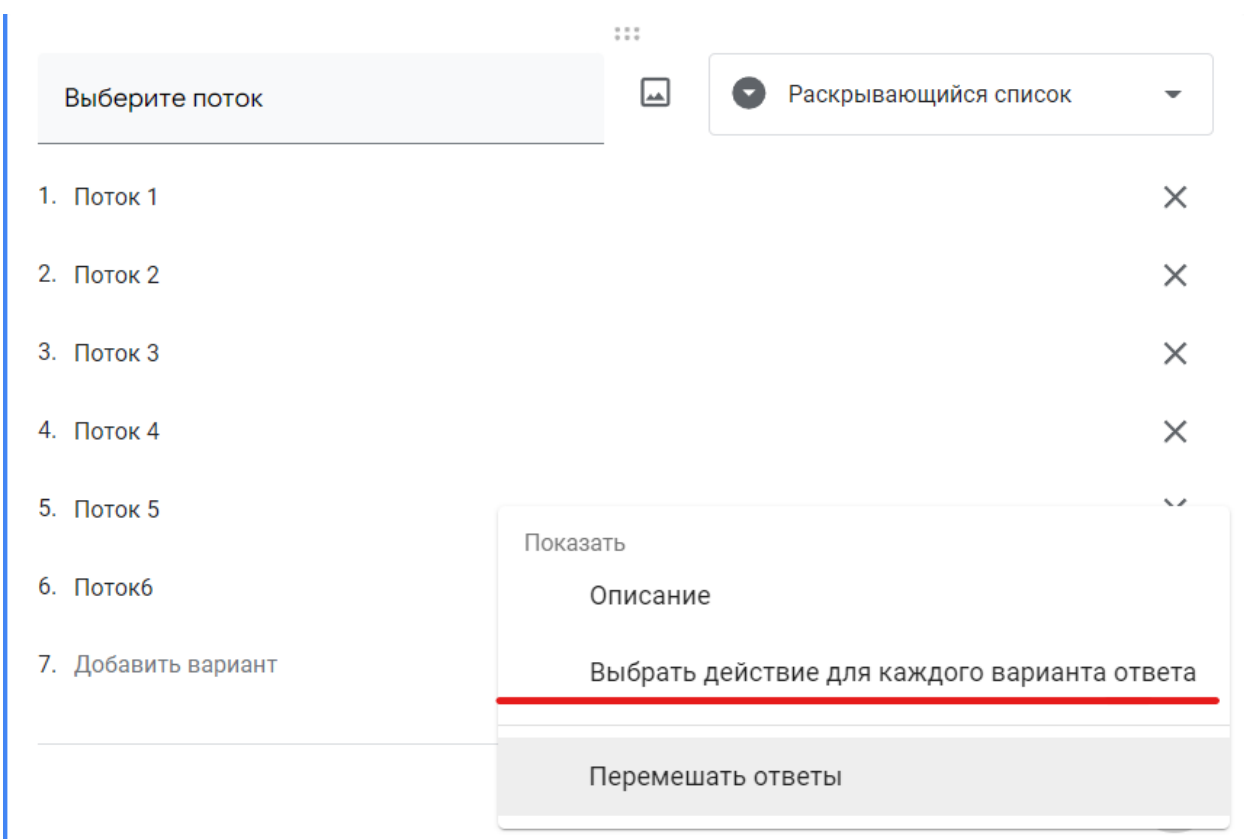 Выберите поток
Раскрывающийся список
1. Поток 1
2. Поток 2
3. Поток 3
4. Поток 4
5. Поток 5
6. Поток6
7. Добавить вариант
Показать
Описание
Выбрать действие для каждого варианта ответа
Перемешать ответы